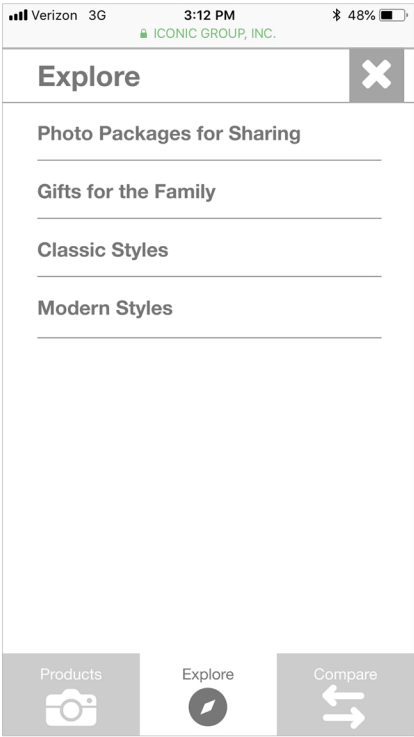 Verizon 3G 3:12 PM 48%
ICONIC GROUP, INC.
Explore
Photo Packages for Sharing
Gifts for the Family
Classic Styles
Modern Styles
Products Explore Compare